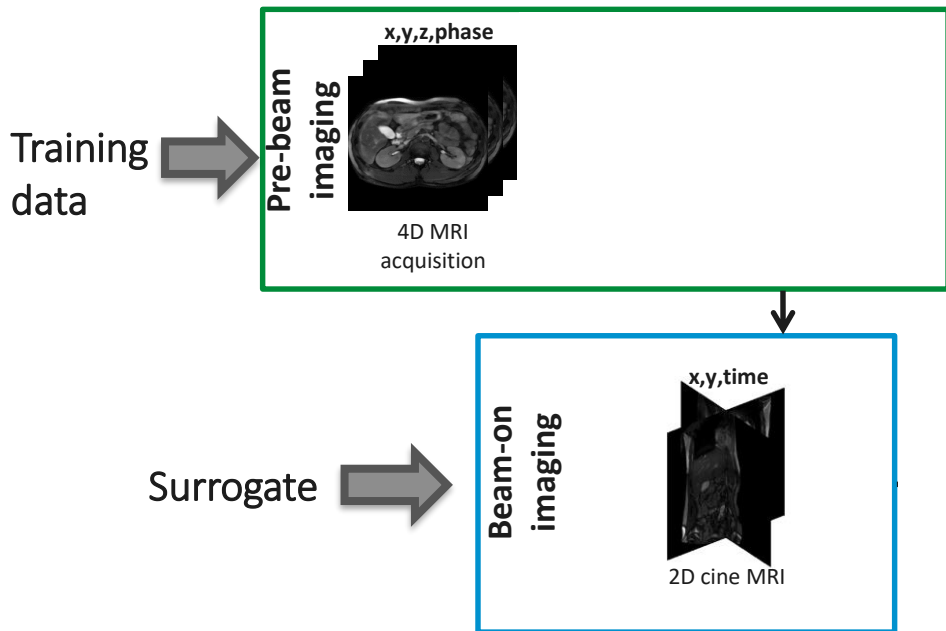 x,y,z,phase
Training
data
Pre-beam
imaging
4D MRI
acquisition
x,y,time
Surrogate
Beam-on
imaging
2D cine MRI